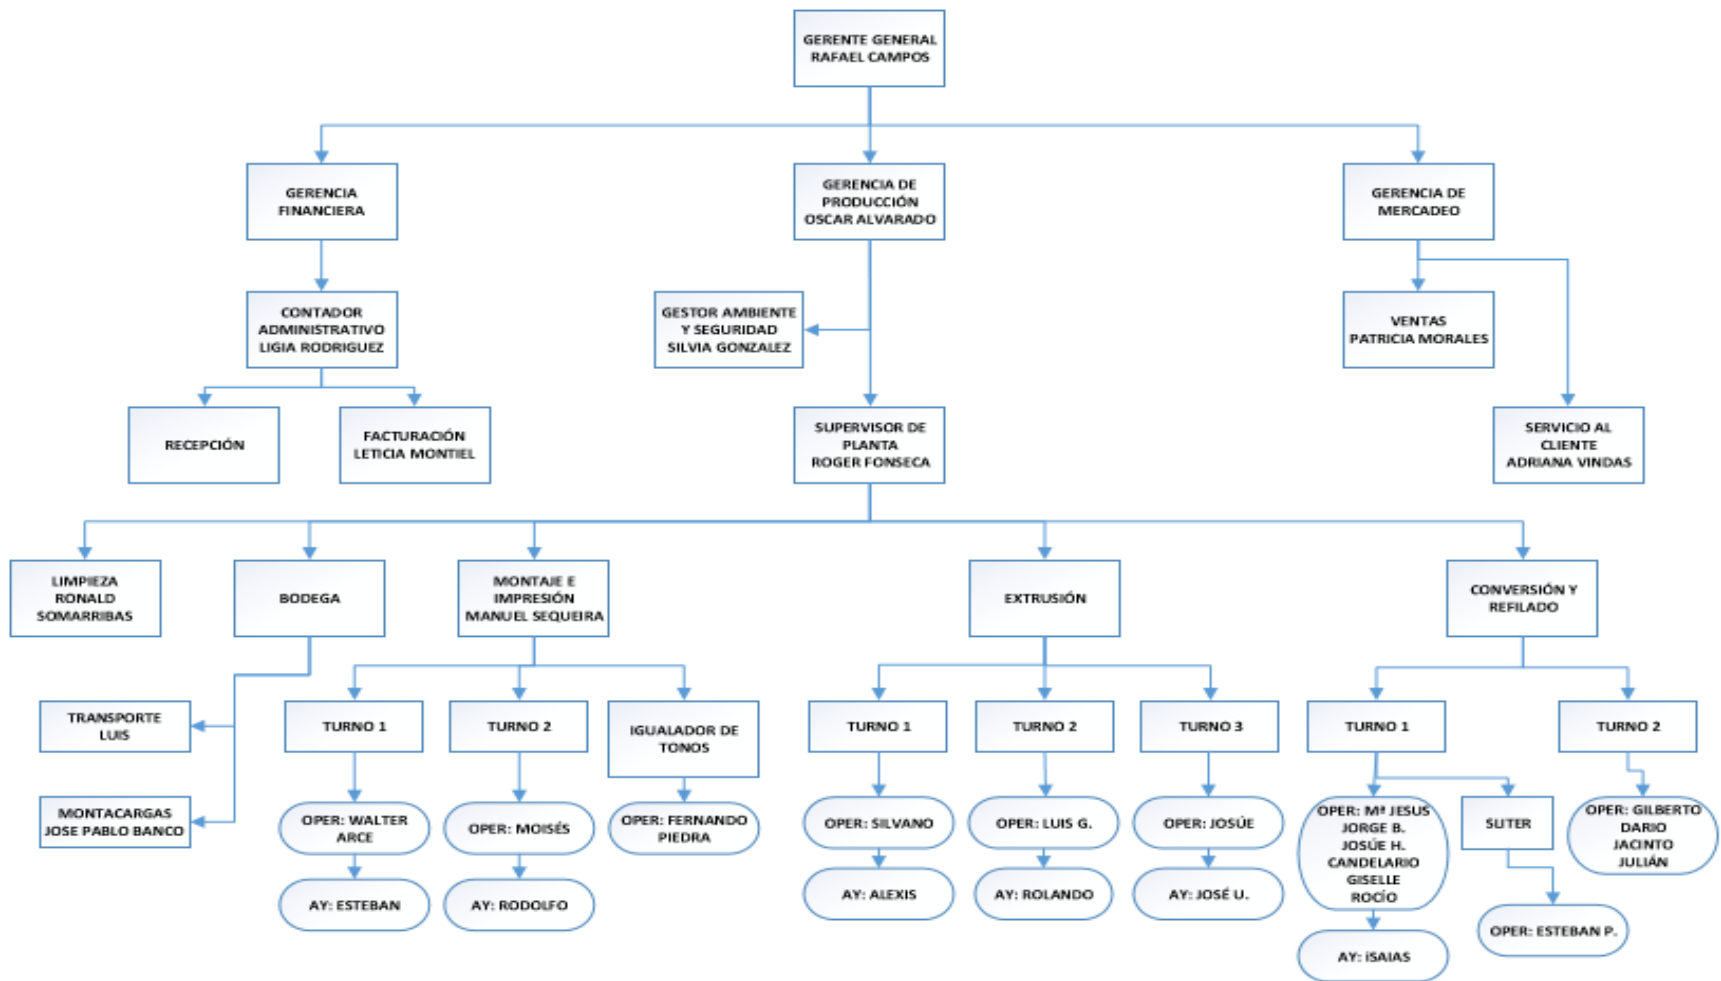 GERENTE GENERAL
RAFAEL CAMPOS
GERENCIA
FINANCIERA
GERENCIA DE
PRODUCCIÓN
OSCAR ALVARADO
GERENCIA DE
MERCADEO
CONTADOR
ADMINISTRATIVO
LIGIA RODRIGUEZ
GESTOR AMBIENTE
Y SEGURIDAD
SILVIA GONZALEZ
VENTAS
PATRICIA MORALES
RECEPCIÓN
FACTURACIÓN
LETICIA MONTIEL
SUPERVISOR DE
PLANTA
ROGER FONSECA
SERVICIO AL
CLIENTE
ADRIANA VINDAS
LIMPIEZA
RONALD
SOMARRIBAS
BODEGA
MONTAJE E
IMPRESIÓN
MANUEL SEQUEIRA
EXTRUSIÓN
CONVERSIÓN Y
REFILADO
TRANSPORTE
LUIS
TURNO 1
TURNO 2
IGUALADOR DE
TONOS
TURNO 1
TURNO 2
TURNO 3
TURNO 1
TURNO 2
MONTACARGAS
JOSE PABLO BANCO
OPER: WALTER
ARCE
OPER: MOISÉS
OPER: FERNANDO
PIEDRA
OPER: SILVANO
OPER: LUIS G.
OPER: JOSÚE
OPER: Mª JESUS
JORGE B.
JOSÚE H.
CANDELARIO
GISELLE
ROCÍO
SLITER
OPER: GILBERTO
DARIO
JACINTO
JULIÁN
AY: ESTEBAN
AY: RODOLFO
AY: ALEXIS
AY: ROLANDO
AY: JOSÉ U.
OPER: ESTEBAN P.
AY: iSAIAS